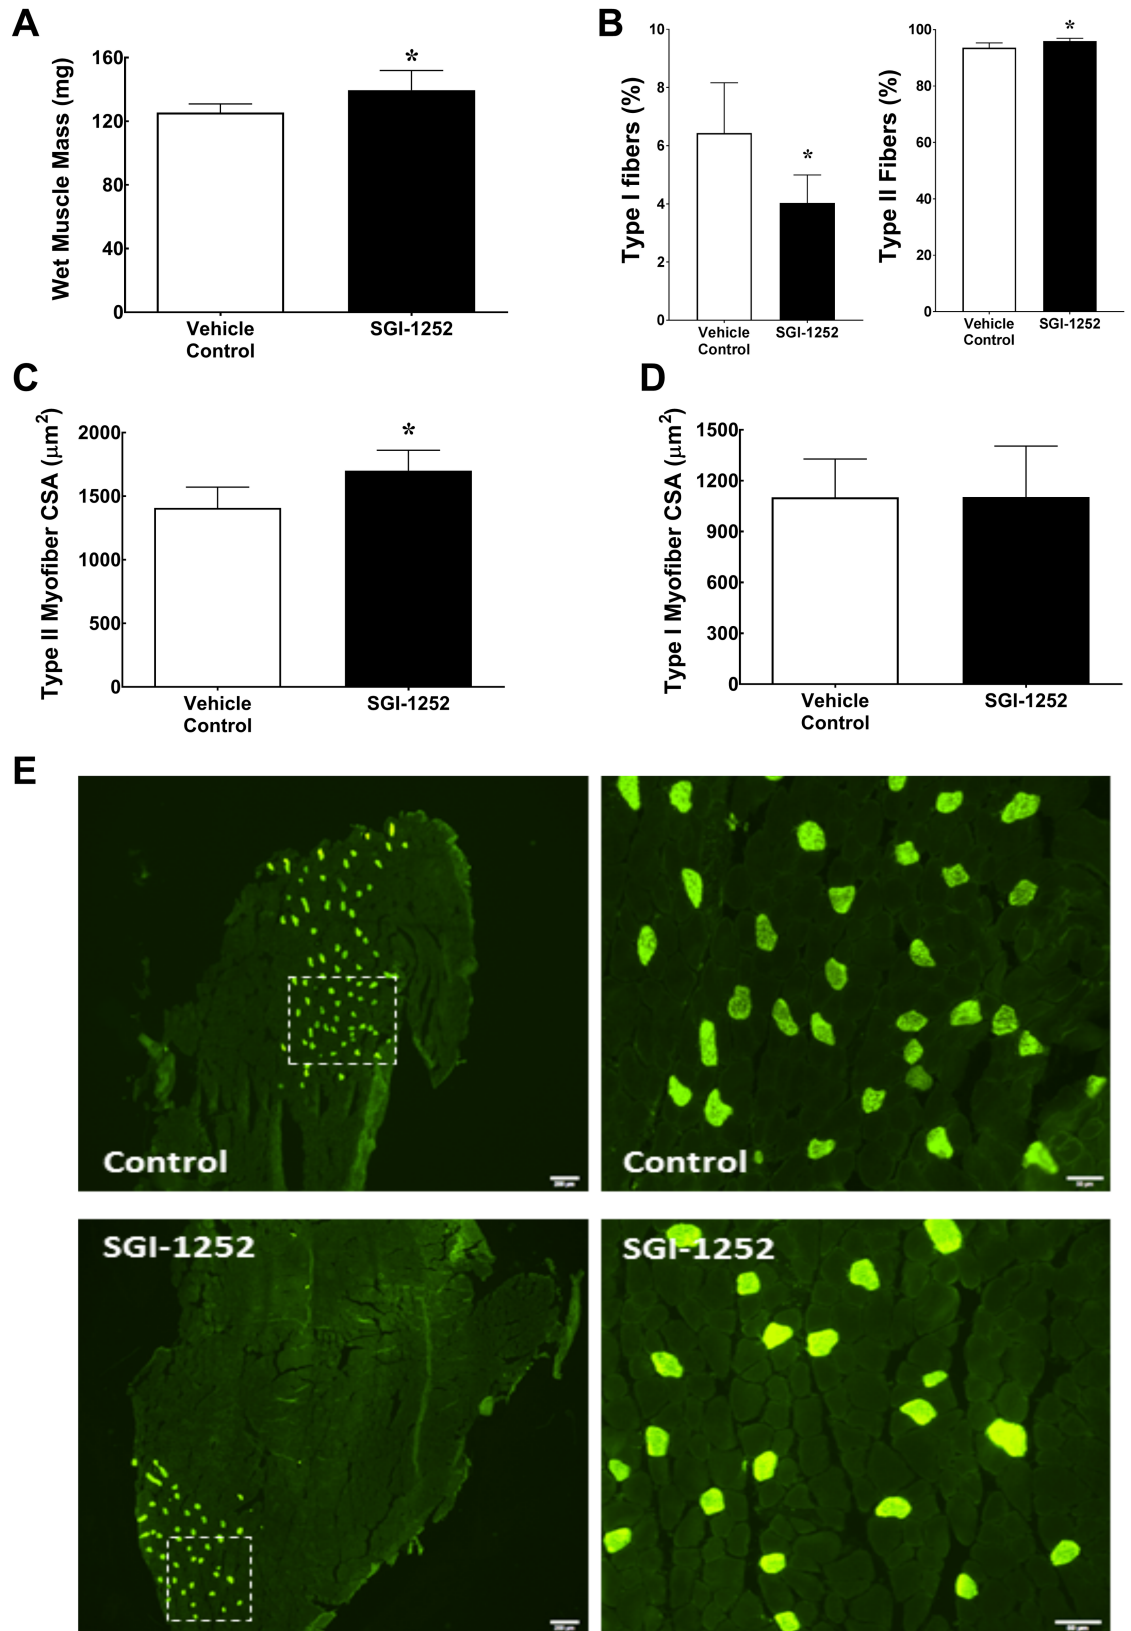 A
Wet Muscle Mass (mg)
160
120
80
40
0
*
Vehicle
Control
SGI-1252
B
Type I fibers (%)
10
8
6
4
2
0
*
Vehicle
Control
SGI-1252
Type II Fibers (%)
100
80
60
40
20
0
*
Vehicle
Control
SGI-1252
C
Type II Myofiber CSA (μm²)
2000
1500
1000
500
0
*
Vehicle
Control
SGI-1252
D
Type I Myofiber CSA (μm²)
1500
1200
900
600
300
0
Vehicle
Control
SGI-1252
E
Control
Control
SGI-1252
SGI-1252